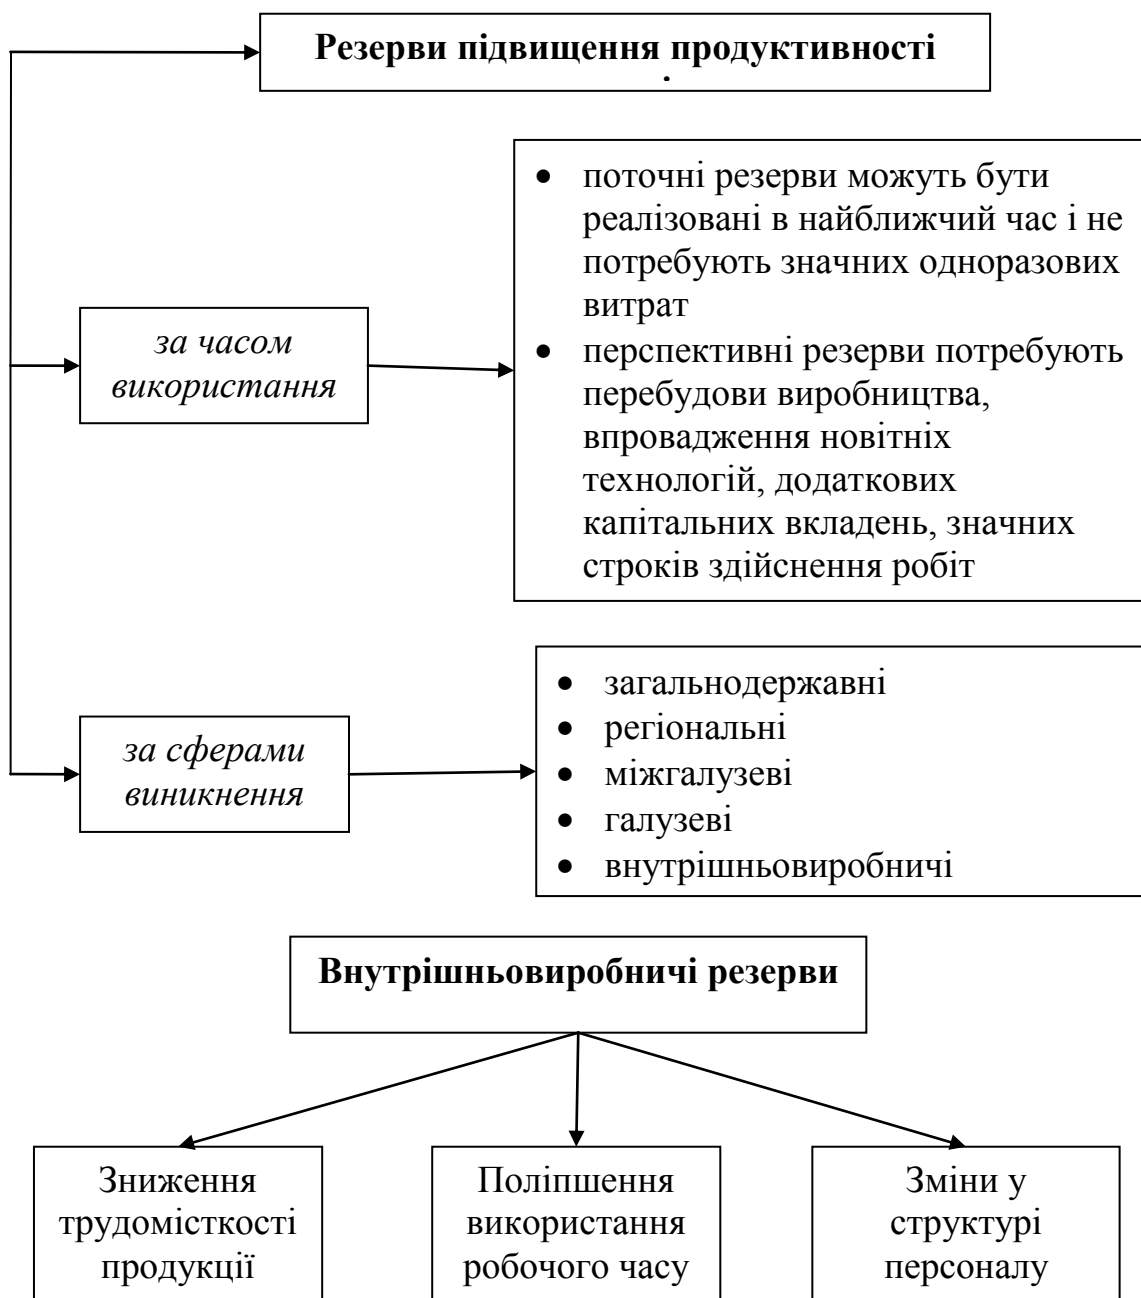 Резерви підвищення продуктивності
• поточні резерви можуть бути
реалізовані в найближчий час і не
потребують значних одноразових
витрат
• перспективні резерви потребують
перебудови виробництва,
впровадження новітніх
технологій, додаткових
капітальних вкладень, значних
строків здійснення робіт
за часом
використання
• загальнодержавні
• регіональні
• міжгалузеві
• галузеві
• внутрішньовиробничі
за сферами
виникнення
Внутрішньовиробничі резерви
Зниження
трудомісткості
продукції
Поліпшення
використання
робочого часу
Зміни у
структурі
персоналу